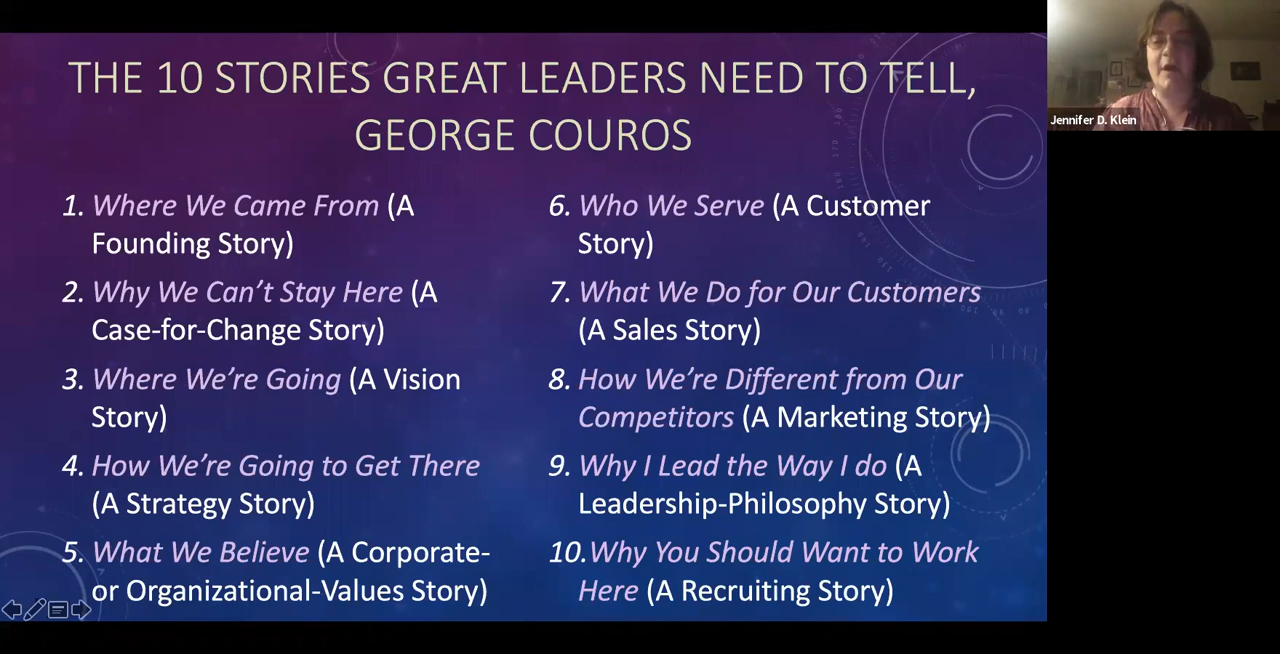 THE 10 STORIES GREAT LEADERS NEED TO TELL,
GEORGE COUROS
1. Where We Came From (A
Founding Story)
2. Why We Can't Stay Here (A
Case-for-Change Story)
3. Where We're Going (A Vision
Story)
4. How We're Going to Get There
(A Strategy Story)
5. What We Believe (A Corporate-
or Organizational-Values Story)
6. Who We Serve (A Customer
Story)
7. What We Do for Our Customers
(A Sales Story)
8. How We're Different from Our
Competitors (A Marketing Story)
9. Why I Lead the Way I do (A
Leadership-Philosophy Story)
10. Why You Should Want to Work
Here (A Recruiting Story)
Jennifer D. Klein